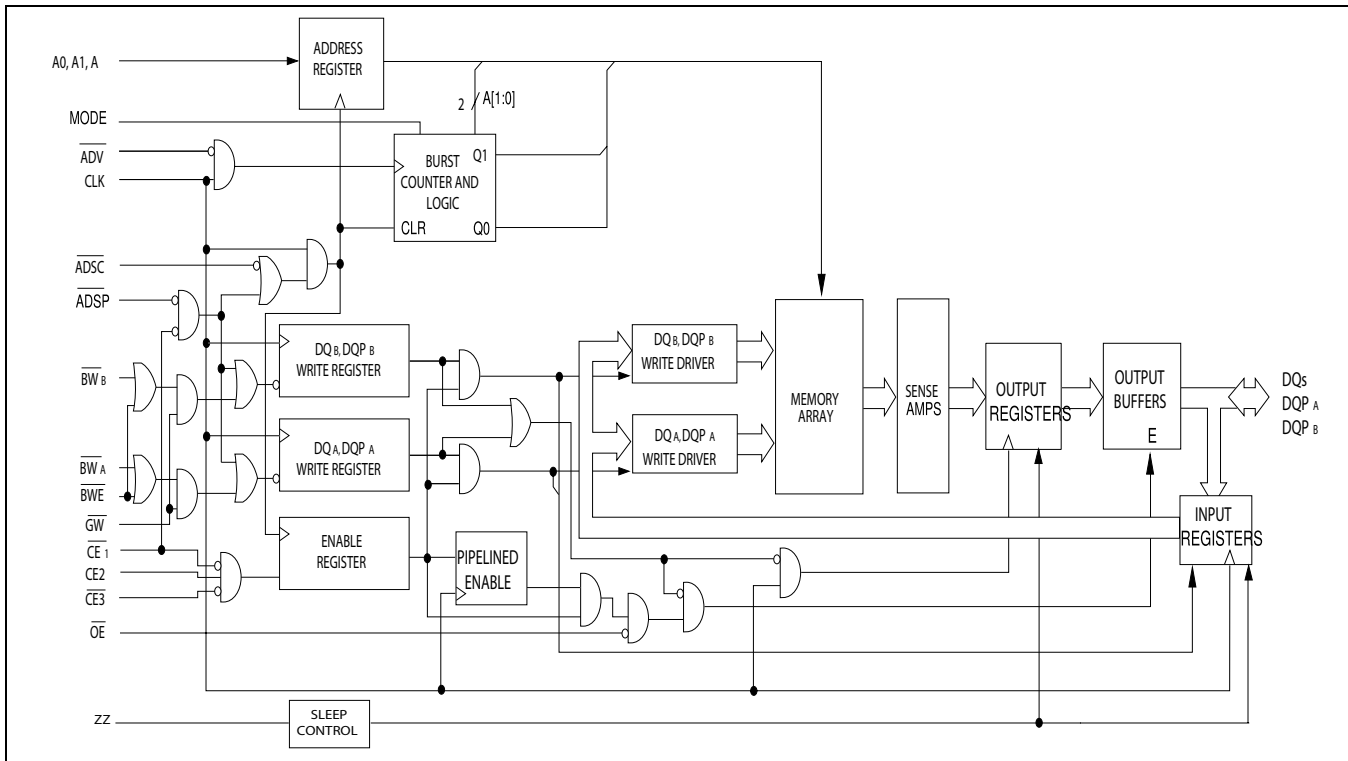 A0, A1, A
ADDRESS
REGISTER
2
A[1:0]
MODE
ADV
CLK
BURST
COUNTER AND
LOGIC
Q1
CLR
Q0
ADSC
ADSP
DQ B, DQP B
WRITE REGISTER
DQ B, DQP B
WRITE DRIVER
BW B
MEMORY
ARRAY
SENSE
AMPS
OUTPUT
REGISTERS
OUTPUT
BUFFERS
E
DQs
DQP A
DQP B
DQ A, DQP A
WRITE REGISTER
DQ A, DQP A
WRITE DRIVER
BW A
BWE
GW
CE 1
CE2
CE3
ENABLE
REGISTER
PIPELINED
ENABLE
INPUT
REGISTERS
OE
ZZ
SLEEP
CONTROL